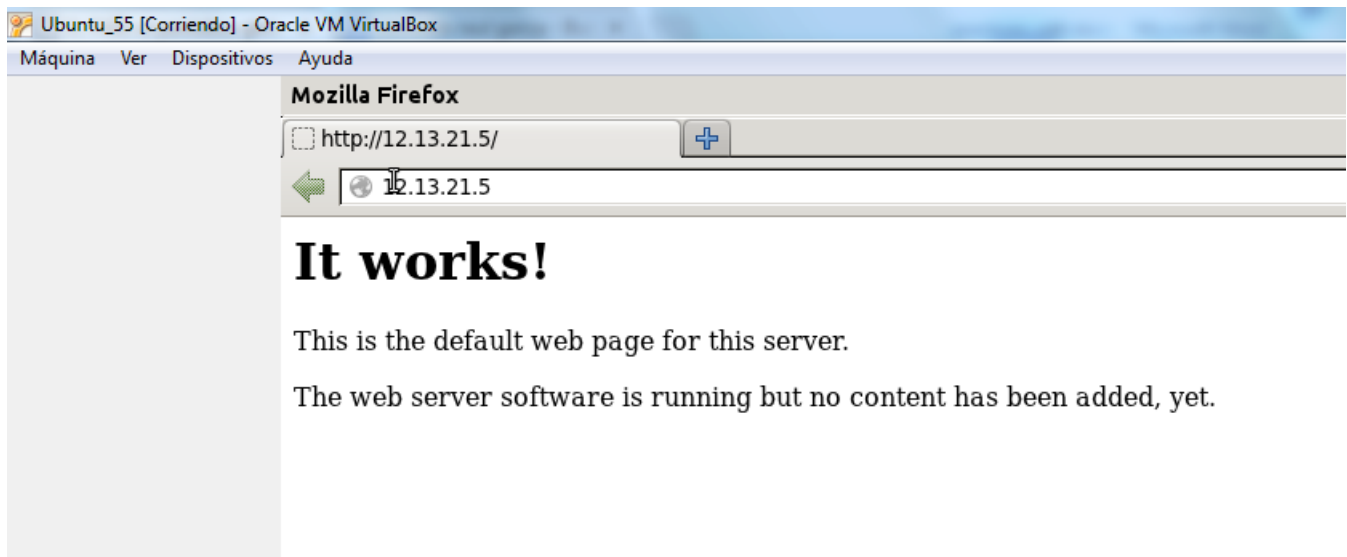 Ubuntu_55 [Corriendo] - Oracle VM VirtualBox
Máquina Ver Dispositivos Ayuda
Mozilla Firefox
http://12.13.21.5/
12.13.21.5
It works!
This is the default web page for this server.
The web server software is running but no content has been added, yet.